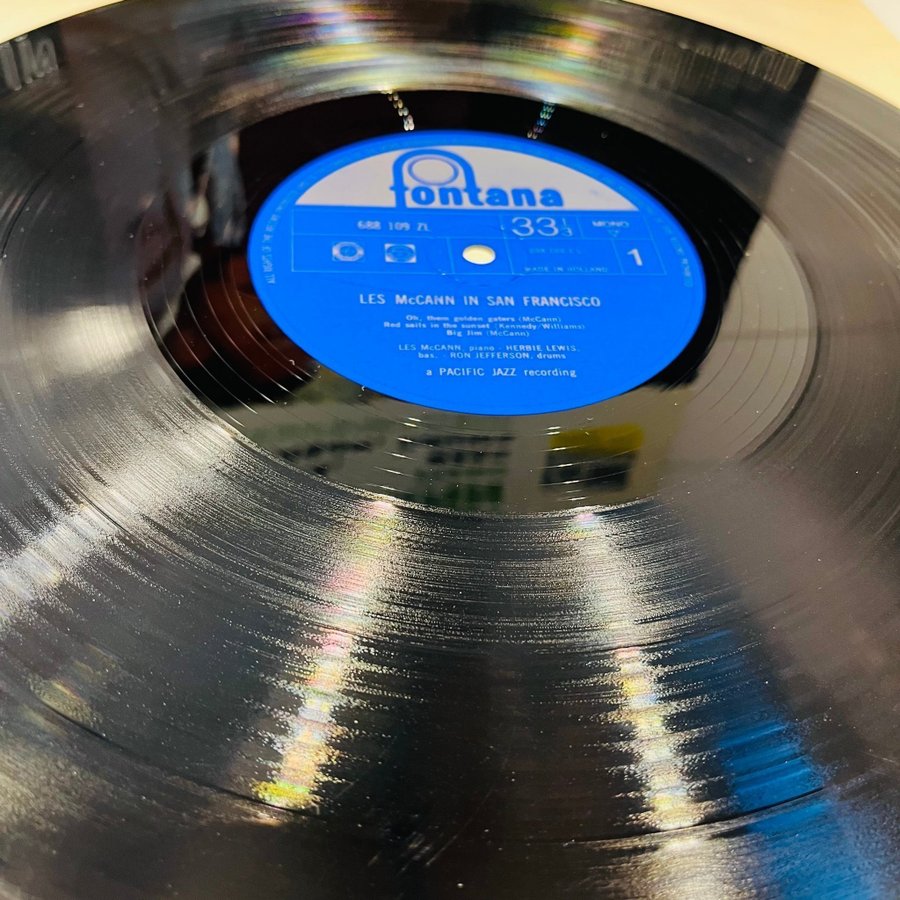 fontana
688 109 ZL
33 1/3
MONO
MADE IN HOLLAND
1
LES McCANN IN SAN FRANCISCO
Oh, them golden gaters (McCann)
Red sails in the sunset (Kennedy/Williams)
Big Jim (McCann)
LES McCANN, piano - HERBIE LEWIS,
bas. - RON JEFFERSON, drums
a PACIFIC JAZZ recording